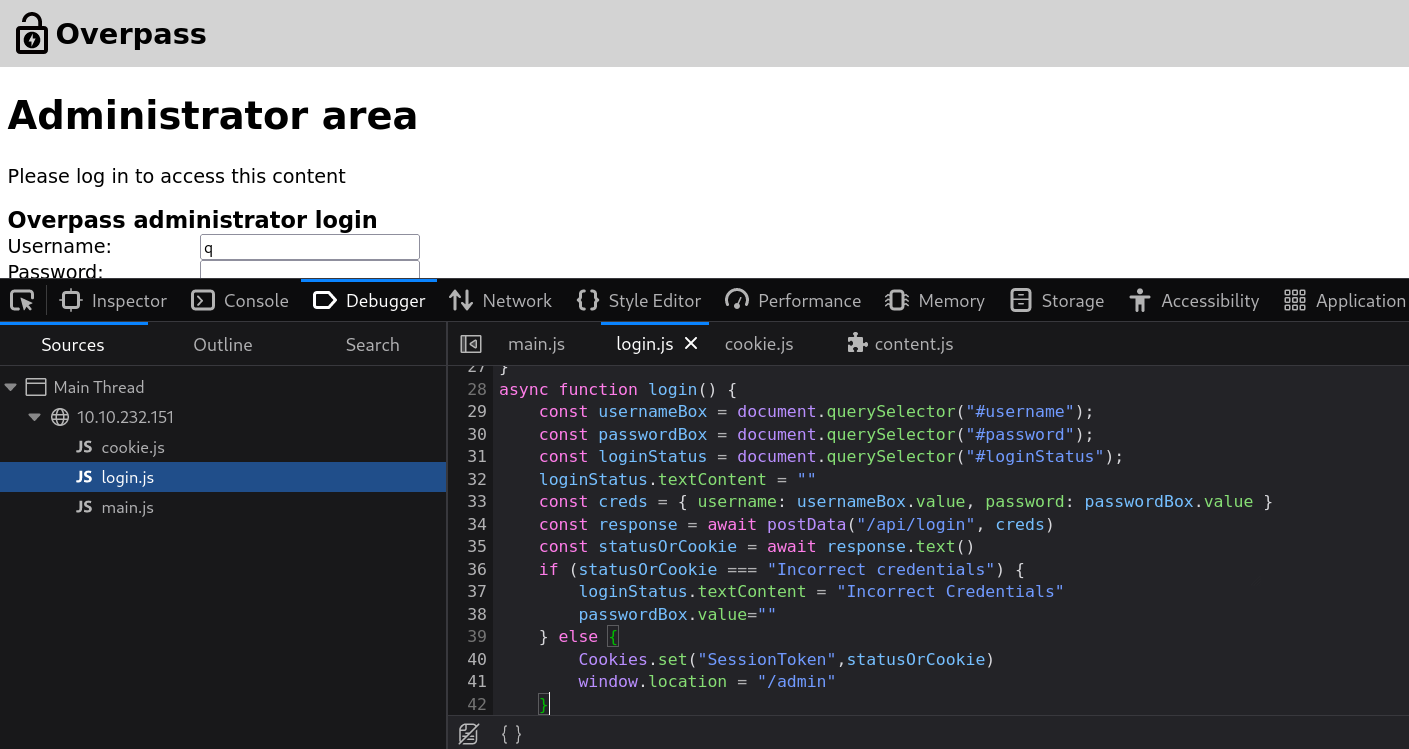 Overpass
Administrator area
Please log in to access this content
Overpass administrator login
Username:
q
Password:
Inspector Console Debugger Network Style Editor Performance Memory Storage Accessibility Application
Sources Outline Search
main.js login.js cookie.js content.js
Main Thread
10.10.232.151
JS cookie.js
JS login.js
JS main.js
27 }
28 async function login() {
29     const usernameBox = document.querySelector("#username");
30     const passwordBox = document.querySelector("#password");
31     const loginStatus = document.querySelector("#loginStatus");
32     loginStatus.textContent = ""
33     const creds = { username: usernameBox.value, password: passwordBox.value }
34     const response = await postData("/api/login", creds)
35     const statusOrCookie = await response.text()
36     if (statusOrCookie === "Incorrect credentials") {
37         loginStatus.textContent = "Incorrect Credentials"
38         passwordBox.value=""
39     } else {
40         Cookies.set("SessionToken",statusOrCookie)
41         window.location = "/admin"
42     }
{ }